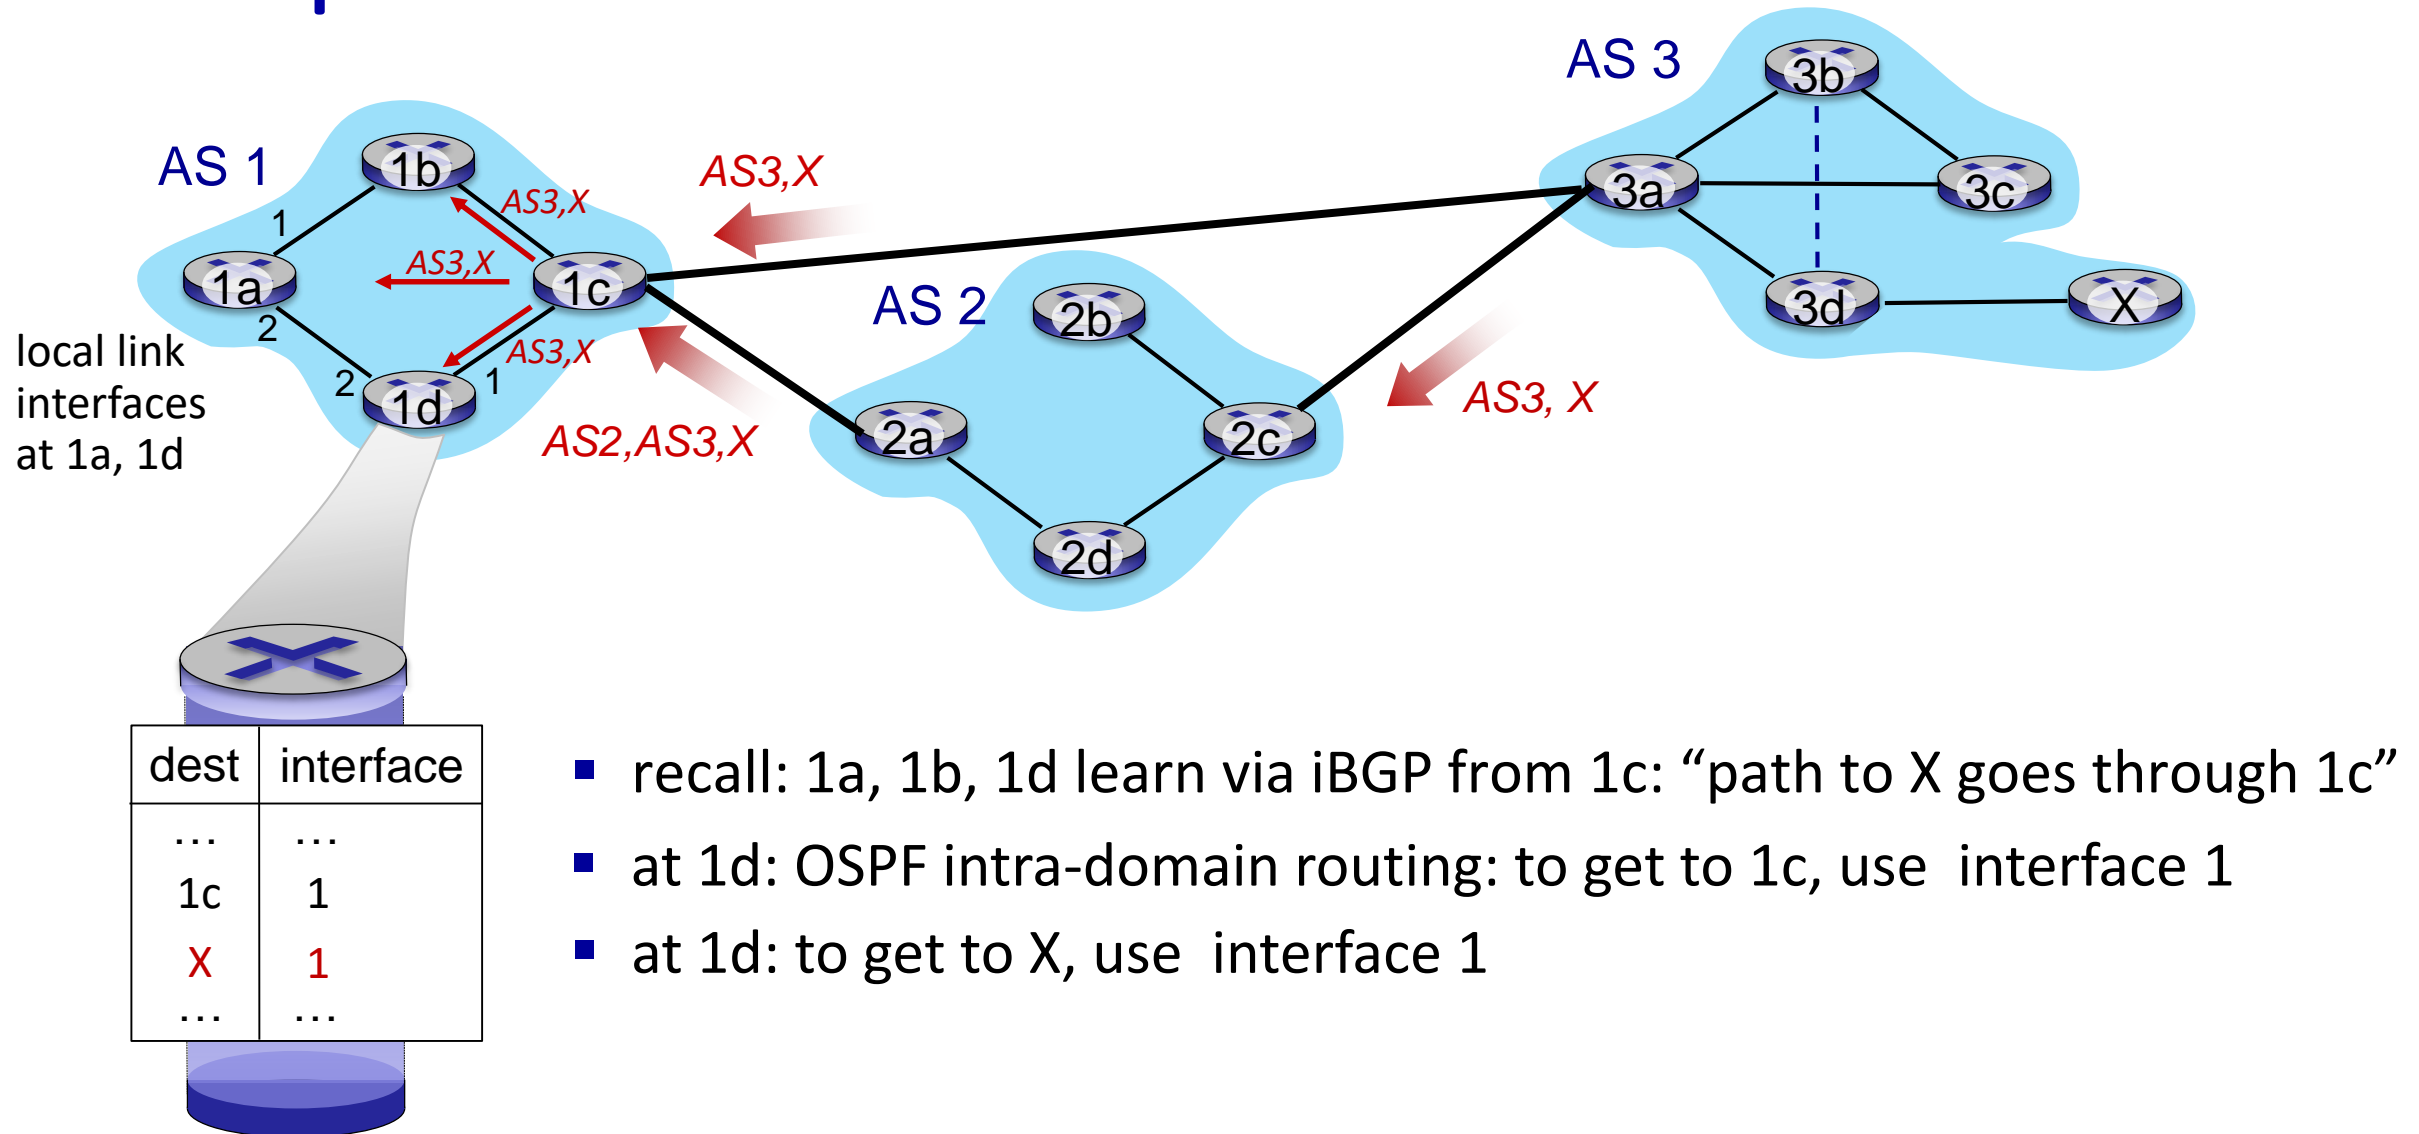 AS 3
3b
3a
3c
3d
X
AS 1
1b
AS3,X
AS3,X
1
1a
AS3,X
1c
2
AS3,X
2
1
1d
local link
interfaces
at 1a, 1d
AS2,AS3,X
AS 2
2b
2a
2c
2d
AS3, X
dest interface
... ...
1c 1
X 1
... ...
▪ recall: 1a, 1b, 1d learn via iBGP from 1c: “path to X goes through 1c”
▪ at 1d: OSPF intra-domain routing: to get to 1c, use interface 1
▪ at 1d: to get to X, use interface 1